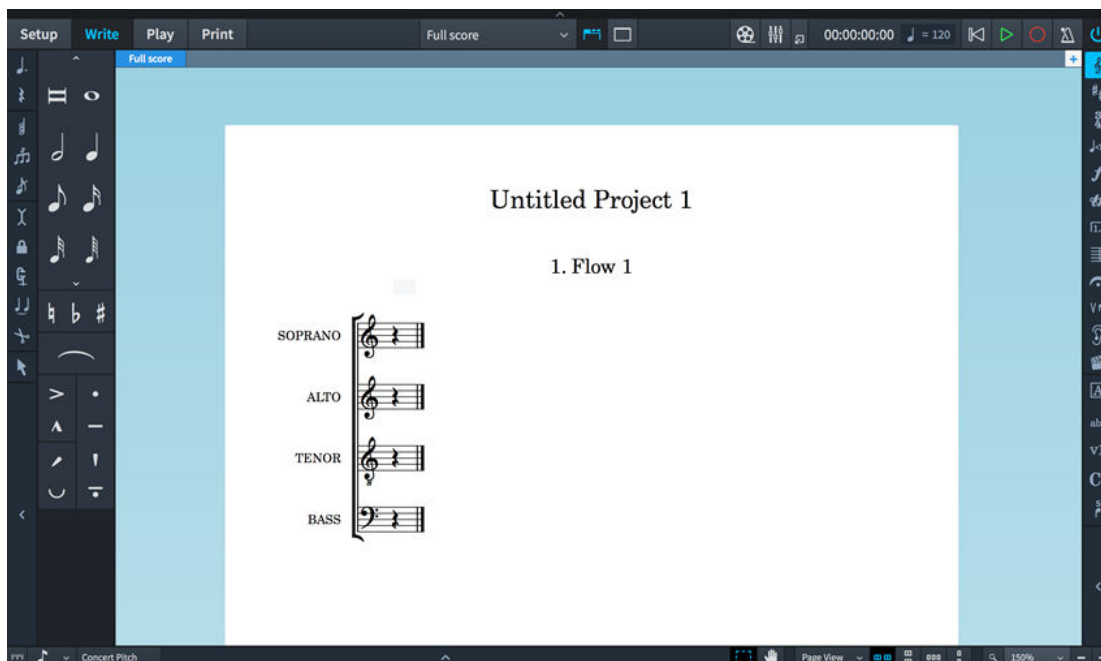 Setup Write Play Print Full score 00:00:00:00 = 120
Full score
Untitled Project 1
1. Flow 1
SOPRANO
ALTO
TENOR
BASS
Concert Pitch Page View 150%